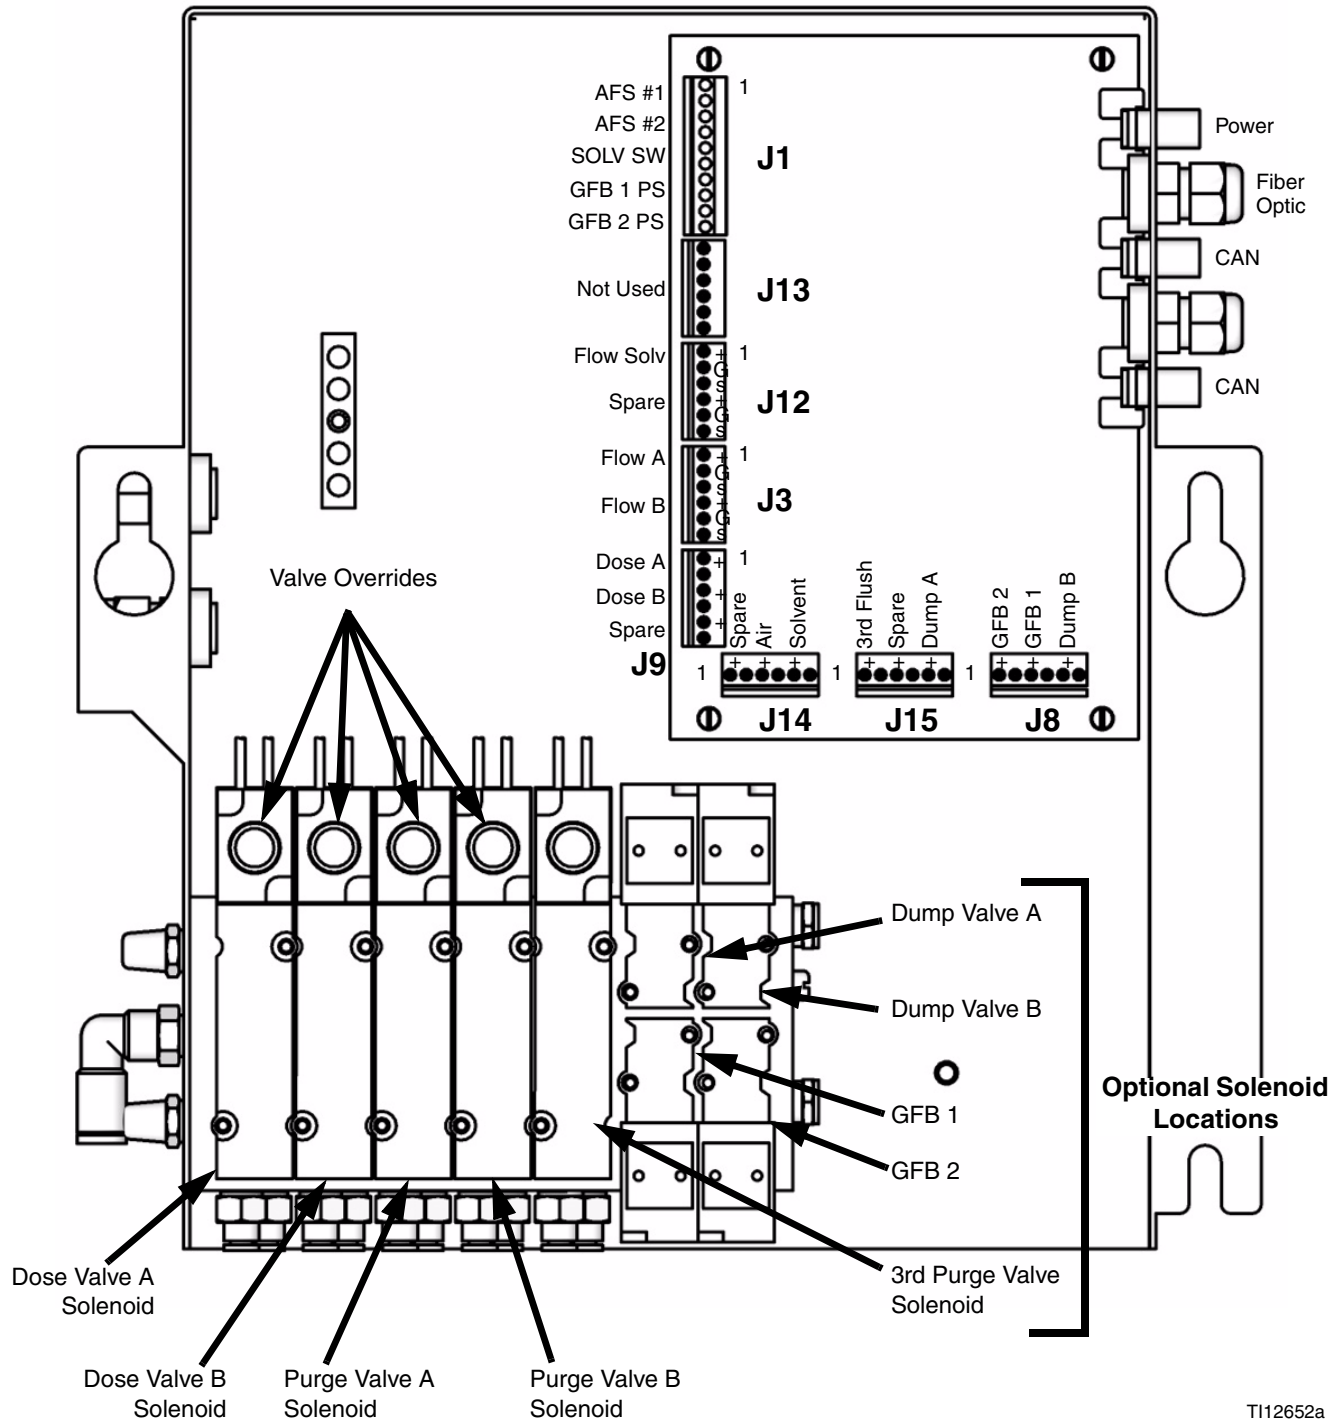 AFS #1
AFS #2
SOLV SW
GFB 1 PS
GFB 2 PS
1
J1
Not Used
J13
Flow Solv
Spare
1
+
G
S
+
G
S
J12
Flow A
Flow B
1
+
G
S
+
G
S
J3
Dose A
Dose B
Spare
1
+
+
+
J9
Spare
Air
Solvent
1
+
+
+
J14
3rd Flush
Spare
Dump A
1
+
+
+
J15
GFB 2
GFB 1
Dump B
1
+
+
+
J8
Power
Fiber
Optic
CAN
CAN
Valve Overrides
Dump Valve A
Dump Valve B
GFB 1
GFB 2
Optional Solenoid
Locations
3rd Purge Valve
Solenoid
Dose Valve A
Solenoid
Dose Valve B
Solenoid
Purge Valve A
Solenoid
Purge Valve B
Solenoid
TI12652a